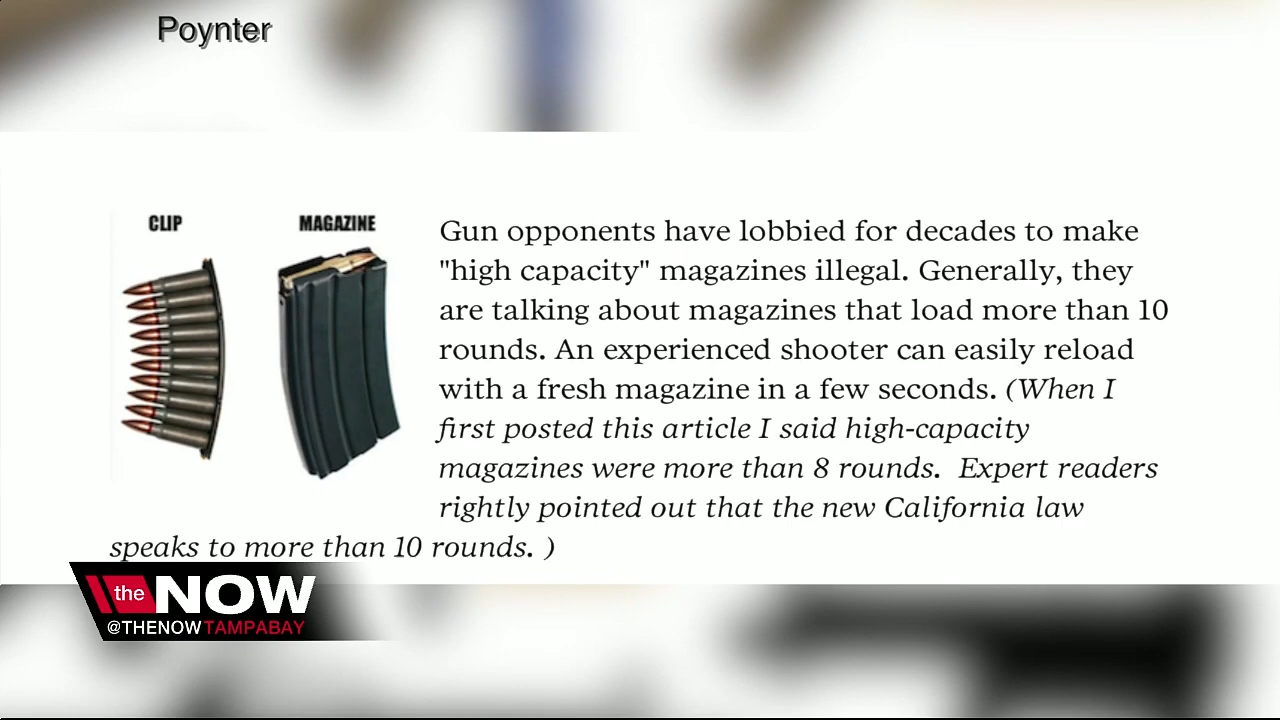 Poynter
CLIP
MAGAZINE
Gun opponents have lobbied for decades to make
"high capacity" magazines illegal. Generally, they
are talking about magazines that load more than 10
rounds. An experienced shooter can easily reload
with a fresh magazine in a few seconds. (When I
first posted this article I said high-capacity
magazines were more than 8 rounds.  Expert readers
rightly pointed out that the new California law
speaks to more than 10 rounds. )
the NOW
@THENOWTAMPABAY